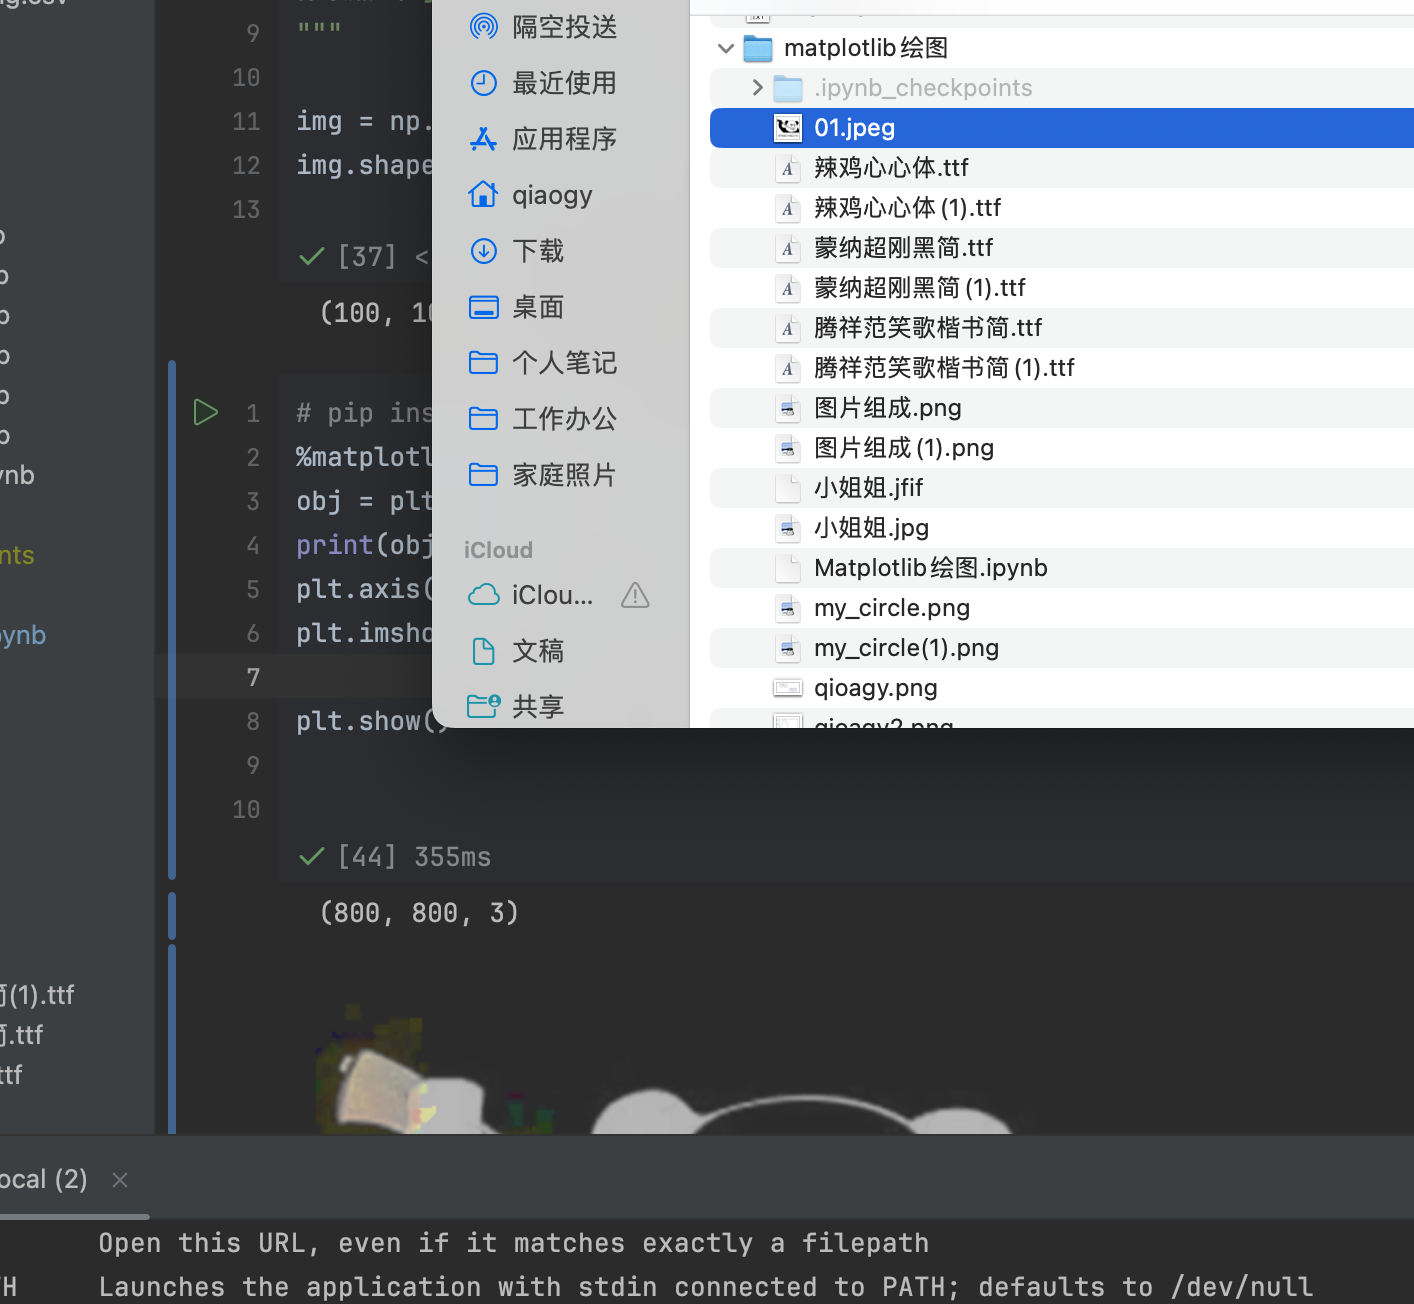 9 """
10
11 img = np.
12 img.shape
13
[37] <
(100, 10
1 # pip ins
2 %matplotl
3 obj = plt
4 print(obj
5 plt.axis(
6 plt.imsho
7
8 plt.show()
9
10
[44] 355ms
(800, 800, 3)
ynb
nts
ynb
(1).ttf
.ttf
ttf
隔空投送
最近使用
应用程序
qiaogy
下载
桌面
个人笔记
工作办公
家庭照片
iCloud
iClou...
文稿
共享
matplotlib绘图
.ipynb_checkpoints
01.jpeg
辣鸡心心体.ttf
辣鸡心心体(1).ttf
蒙纳超刚黑简.ttf
蒙纳超刚黑简(1).ttf
腾祥范笑歌楷书简.ttf
腾祥范笑歌楷书简(1).ttf
图片组成.png
图片组成(1).png
小姐姐.jfif
小姐姐.jpg
Matplotlib绘图.ipynb
my_circle.png
my_circle(1).png
qioagy.png
qioagy2.png
ocal (2)
Open this URL, even if it matches exactly a filepath
TH Launches the application with stdin connected to PATH; defaults to /dev/null